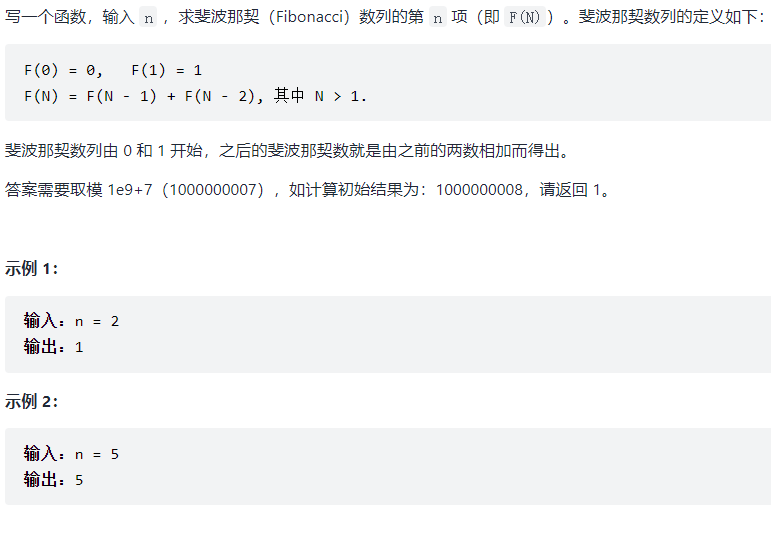 写一个函数，输入 n ，求斐波那契（Fibonacci）数列的第 n 项（即 F(N)）。斐波那契数列的定义如下：
F(0) = 0,   F(1) = 1
F(N) = F(N - 1) + F(N - 2), 其中 N > 1.
斐波那契数列由 0 和 1 开始，之后的斐波那契数就是由之前的两数相加而得出。
答案需要取模 1e9+7（1000000007），如计算初始结果为：1000000008，请返回 1。
示例 1：
输入：n = 2
输出：1
示例 2：
输入：n = 5
输出：5